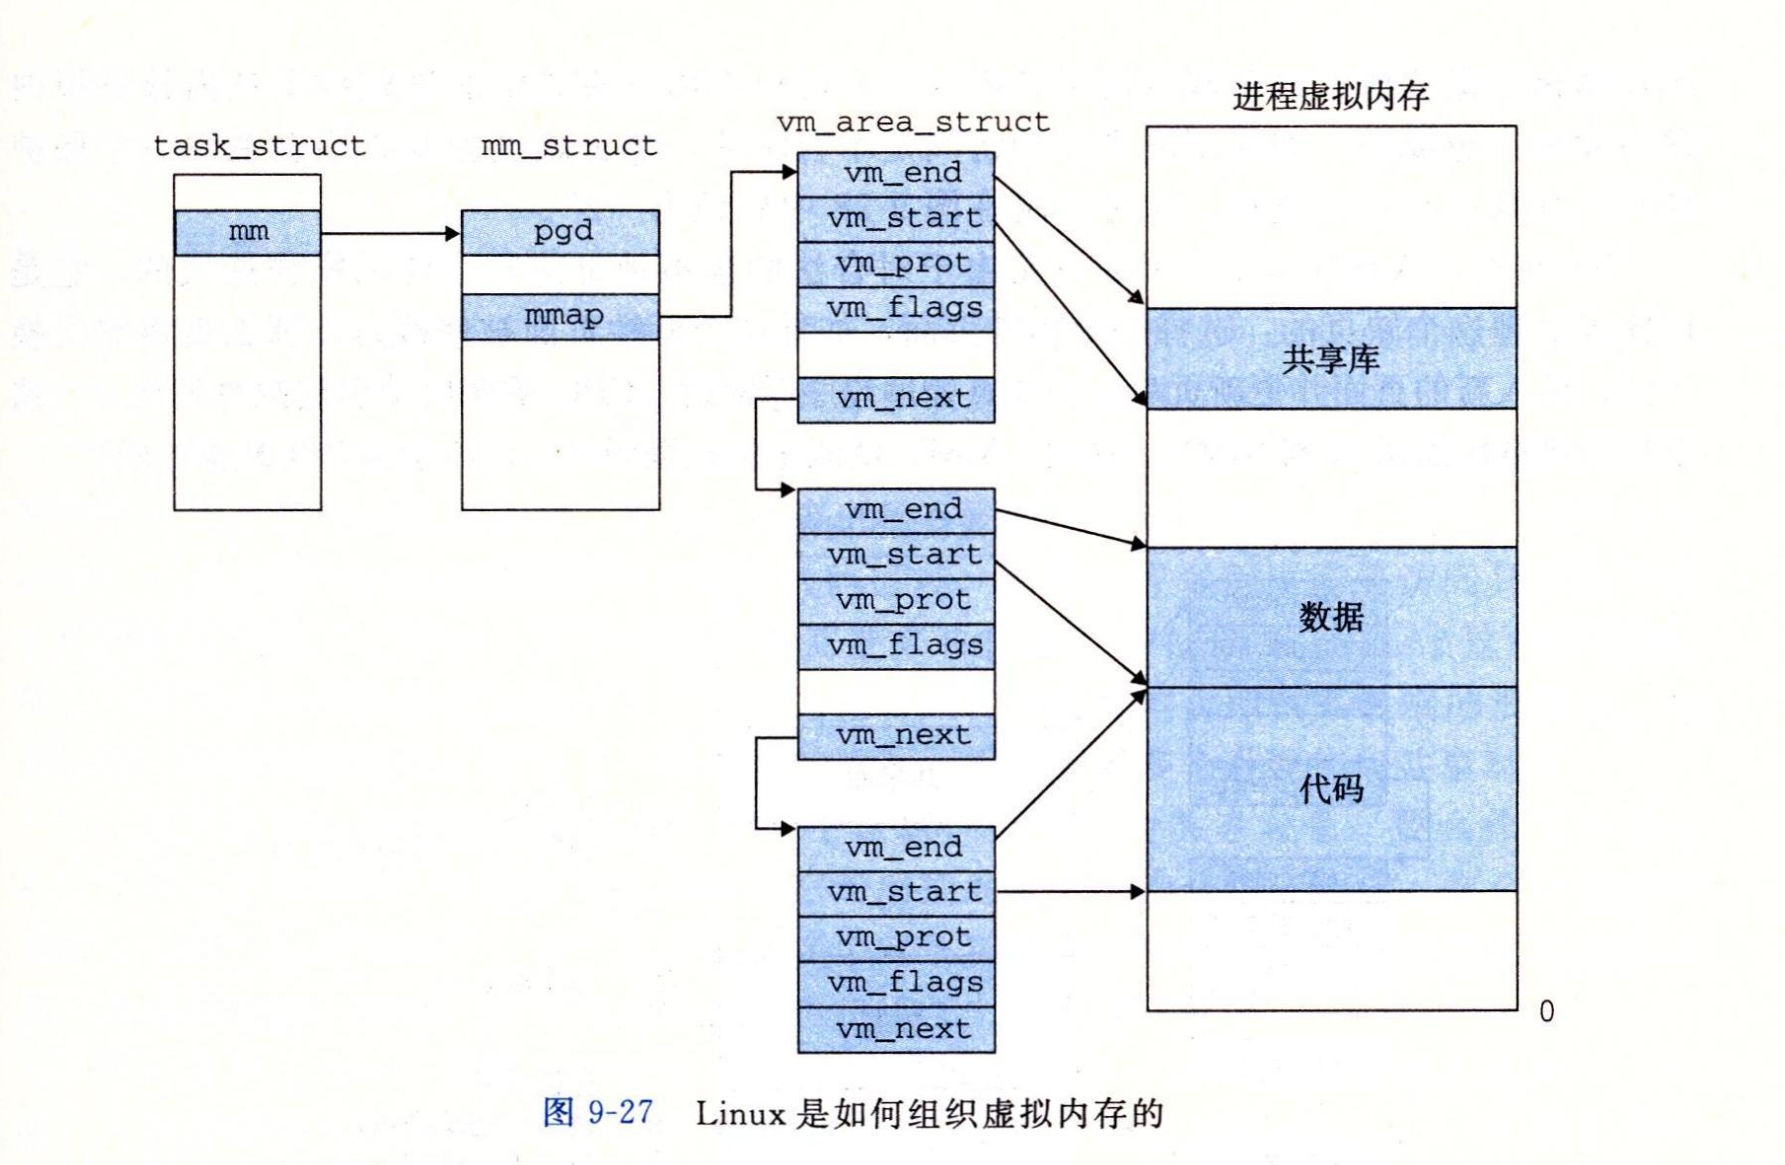 进程虚拟内存
vm_area_struct
task_struct
mm_struct
mm
pgd
mmap
vm_end
vm_start
vm_prot
vm_flags
vm_next
vm_end
vm_start
vm_prot
vm_flags
vm_next
vm_end
vm_start
vm_prot
vm_flags
vm_next
共享库
数据
代码
0
图 9-27 Linux 是如何组织虚拟内存的